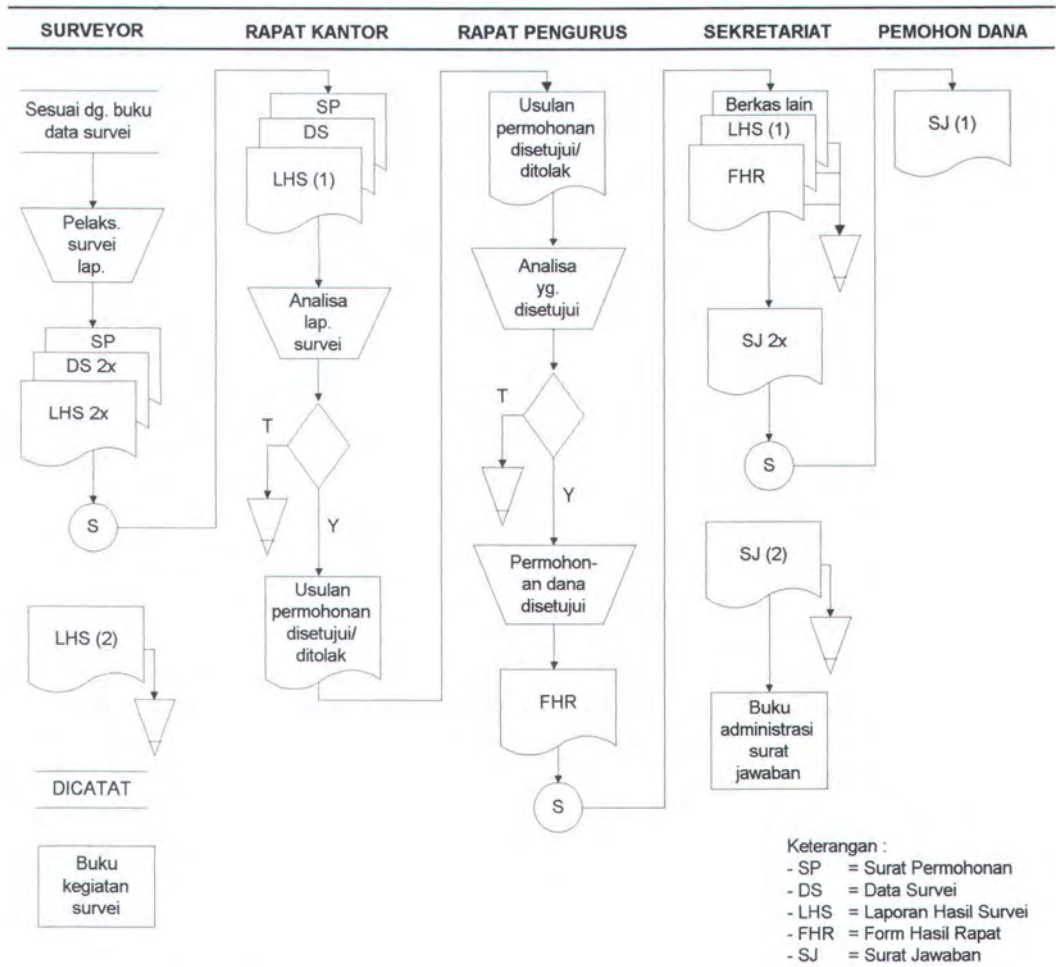 SURVEYOR
RAPAT KANTOR
RAPAT PENGURUS
SEKRETARIAT
PEMOHON DANA
Sesuai dg. buku
data survei
Pelaks.
survei
lap.
SP
DS 2x
LHS 2x
S
LHS (2)
DICATAT
Buku
kegiatan
survei
SP
DS
LHS (1)
Analisa
lap.
survei
T
Y
Usulan
permohonan
disetujui/
ditolak
Usulan
permohonan
disetujui/
ditolak
Analisa
yg.
disetujui
T
Y
Permohon-
an dana
disetujui
FHR
S
Berkas lain
LHS (1)
FHR
SJ 2x
S
SJ (2)
Buku
administrasi
surat
jawaban
SJ (1)
Keterangan :
- SP = Surat Permohonan
- DS = Data Survei
- LHS = Laporan Hasil Survei
- FHR = Form Hasil Rapat
- SJ = Surat Jawaban